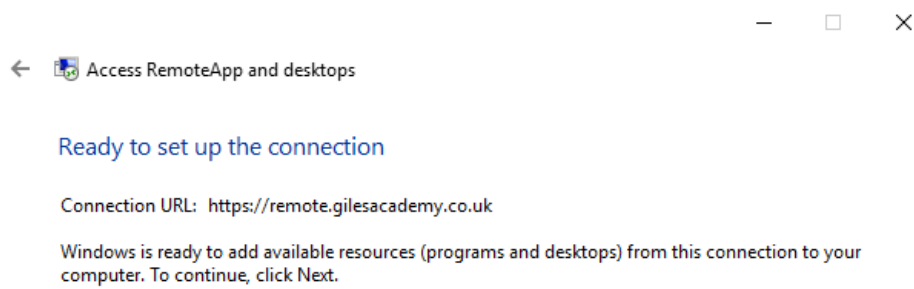 Access RemoteApp and desktops
Ready to set up the connection
Connection URL: https://remote.gilesacademy.co.uk
Windows is ready to add available resources (programs and desktops) from this connection to your
computer. To continue, click Next.